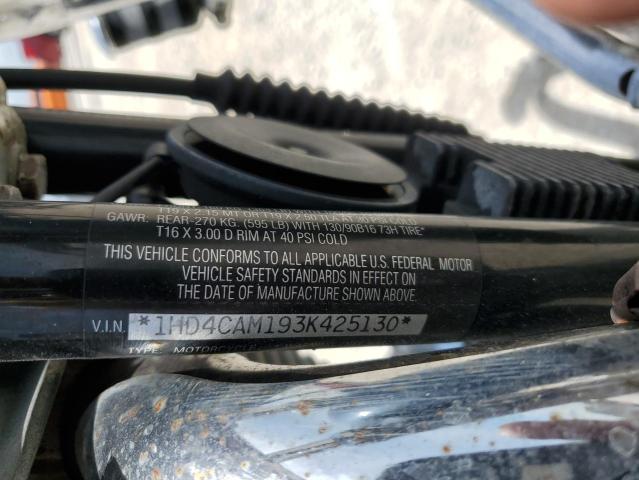 GAWR: REAR-270 KG. (595 LB) WITH 130/90B16 73H TIRE
T16 X 3.00 D RIM AT 40 PSI COLD
THIS VEHICLE CONFORMS TO ALL APPLICABLE U.S. FEDERAL MOTOR
VEHICLE SAFETY STANDARDS IN EFFECT ON
THE DATE OF MANUFACTURE SHOWN ABOVE.
V.I.N. *1HD4CAM193K425130*
TYPE: MOTORCYCLE